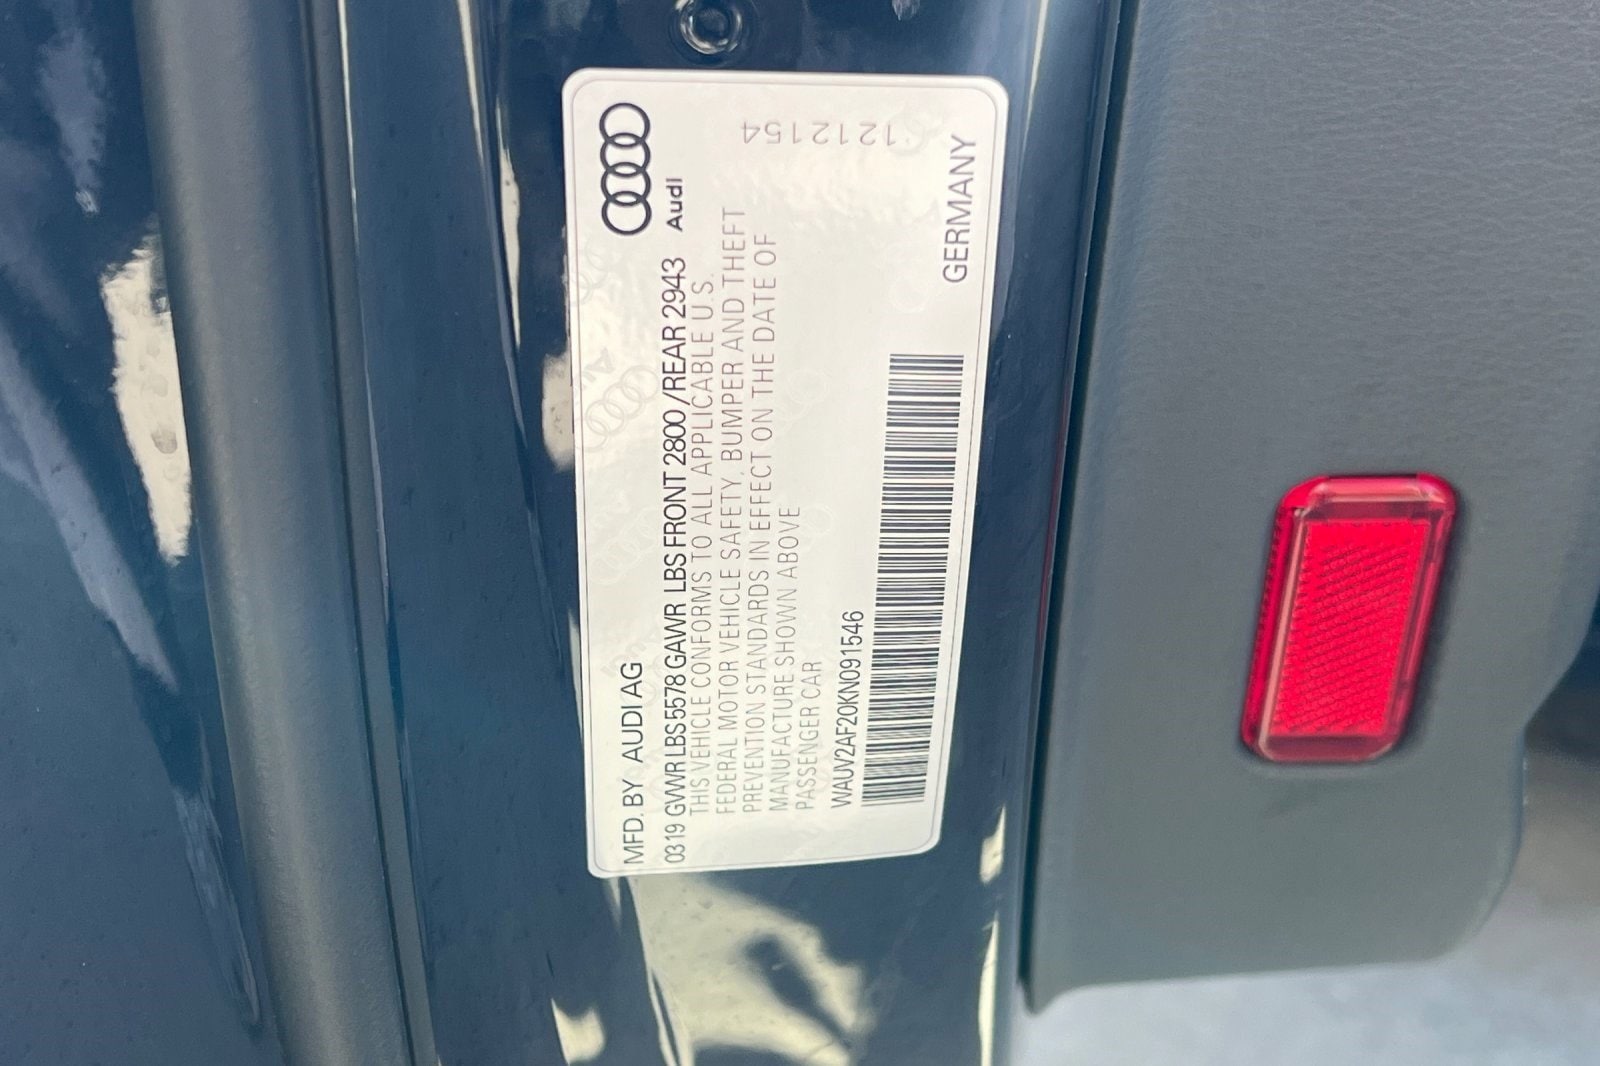 MFD. BY AUDI AG
0319 GVWR LBS 5578 GAWR LBS FRONT 2800 /REAR 2943
Audi
THIS VEHICLE CONFORMS TO ALL APPLICABLE U.S.
FEDERAL MOTOR VEHICLE SAFETY, BUMPER AND THEFT
PREVENTION STANDARDS IN EFFECT ON THE DATE OF
MANUFACTURE SHOWN ABOVE
PASSENGER CAR
WAUV2AF20KN091546
GERMANY
1212154